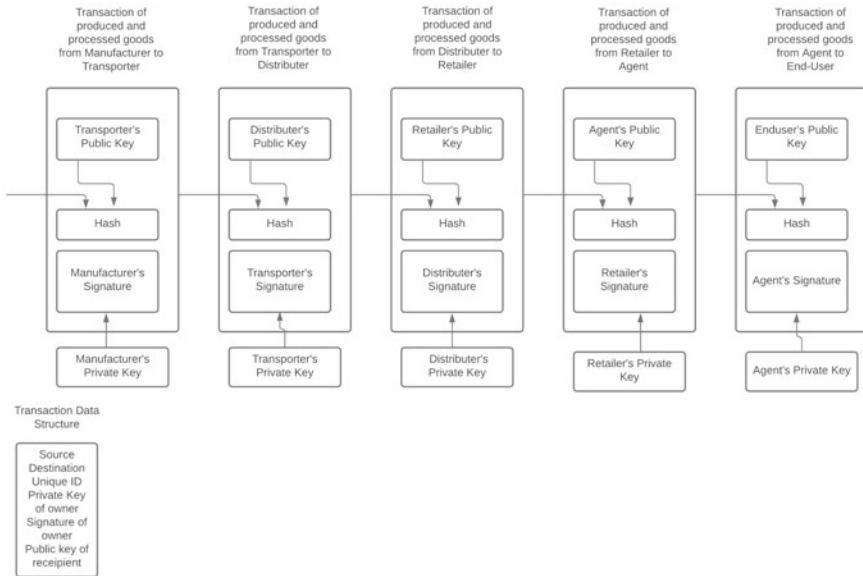 Transaction of
produced and
processed goods
from Manufacturer to
Transporter
Transaction of
produced and
processed goods
from Transporter to
Distributer
Transaction of
produced and
processed goods
from Distributer to
Retailer
Transaction of
produced and
processed goods
from Retailer to
Agent
Transaction of
produced and
processed goods
from Agent to
End-User
Transporter's
Public Key
Distributer's
Public Key
Retailer's Public
Key
Agent's Public
Key
Enduser's Public
Key
Hash
Hash
Hash
Hash
Hash
Manufacturer's
Signature
Transporter's
Signature
Distributer's
Signature
Retailer's
Signature
Agent's Signature
Manufacturer's
Private Key
Transporter's
Private Key
Distributer's
Private Key
Retailer's Private
Key
Agent's Private Key
Transaction Data
Structure
Source
Destination
Unique ID
Private Key
of owner
Signature of
owner
Public key of
receipient